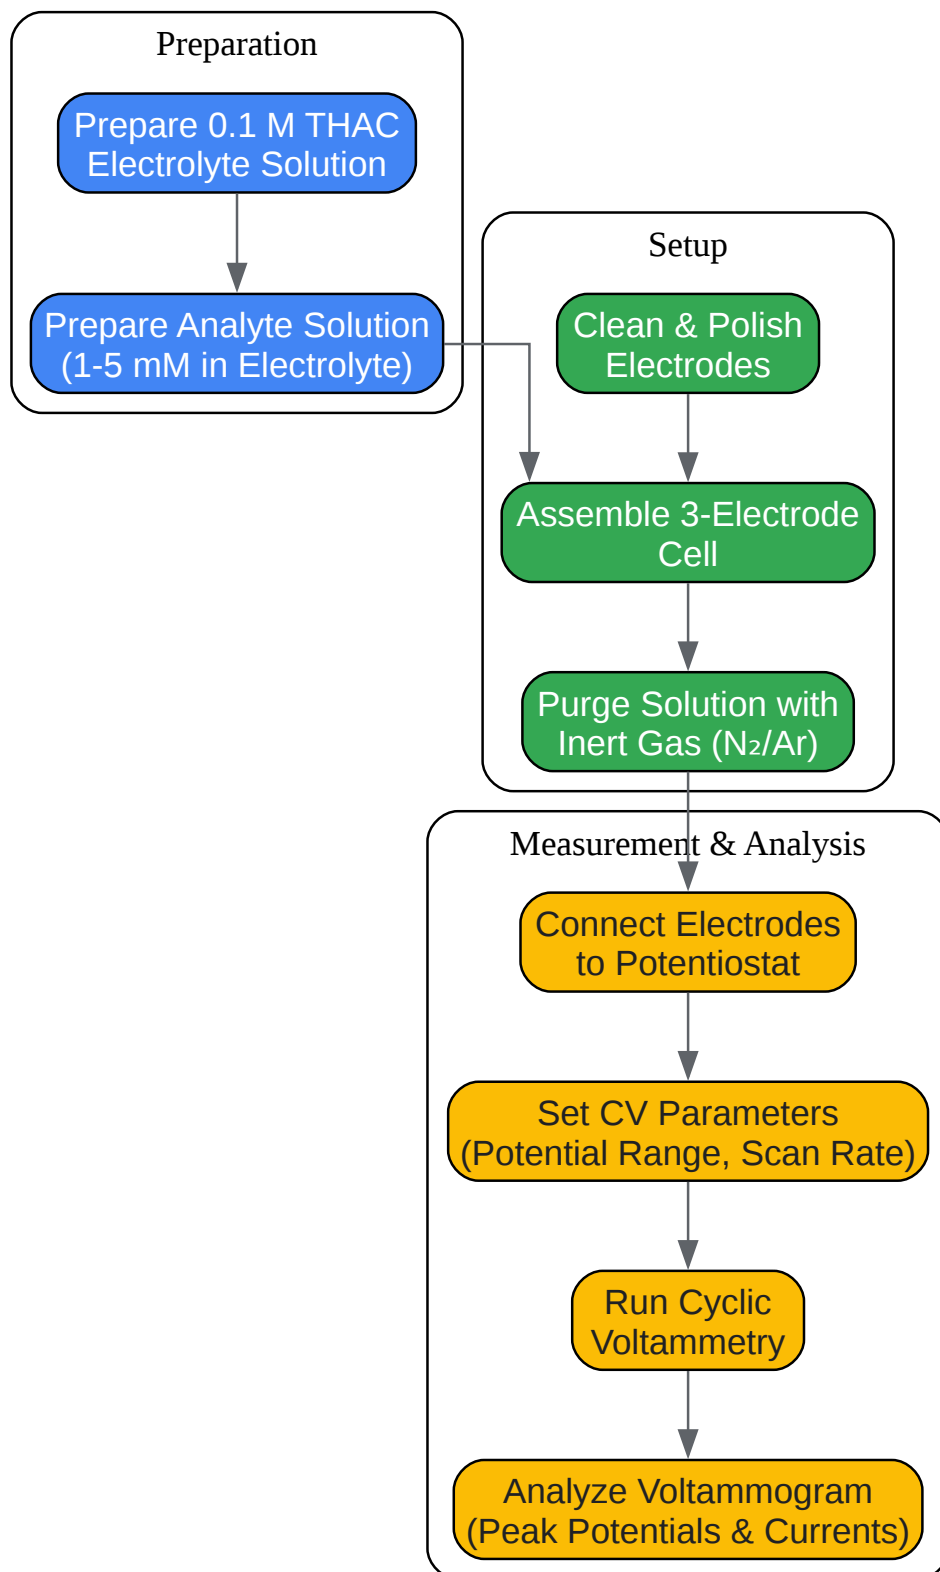 Preparation
Prepare 0.1 M THAC
Electrolyte Solution
Prepare Analyte Solution
(1-5 mM in Electrolyte)
Setup
Clean & Polish
Electrodes
Assemble 3-Electrode
Cell
Purge Solution with
Inert Gas (N₂/Ar)
Measurement & Analysis
Connect Electrodes
to Potentiostat
Set CV Parameters
(Potential Range, Scan Rate)
Run Cyclic
Voltammetry
Analyze Voltammogram
(Peak Potentials & Currents)